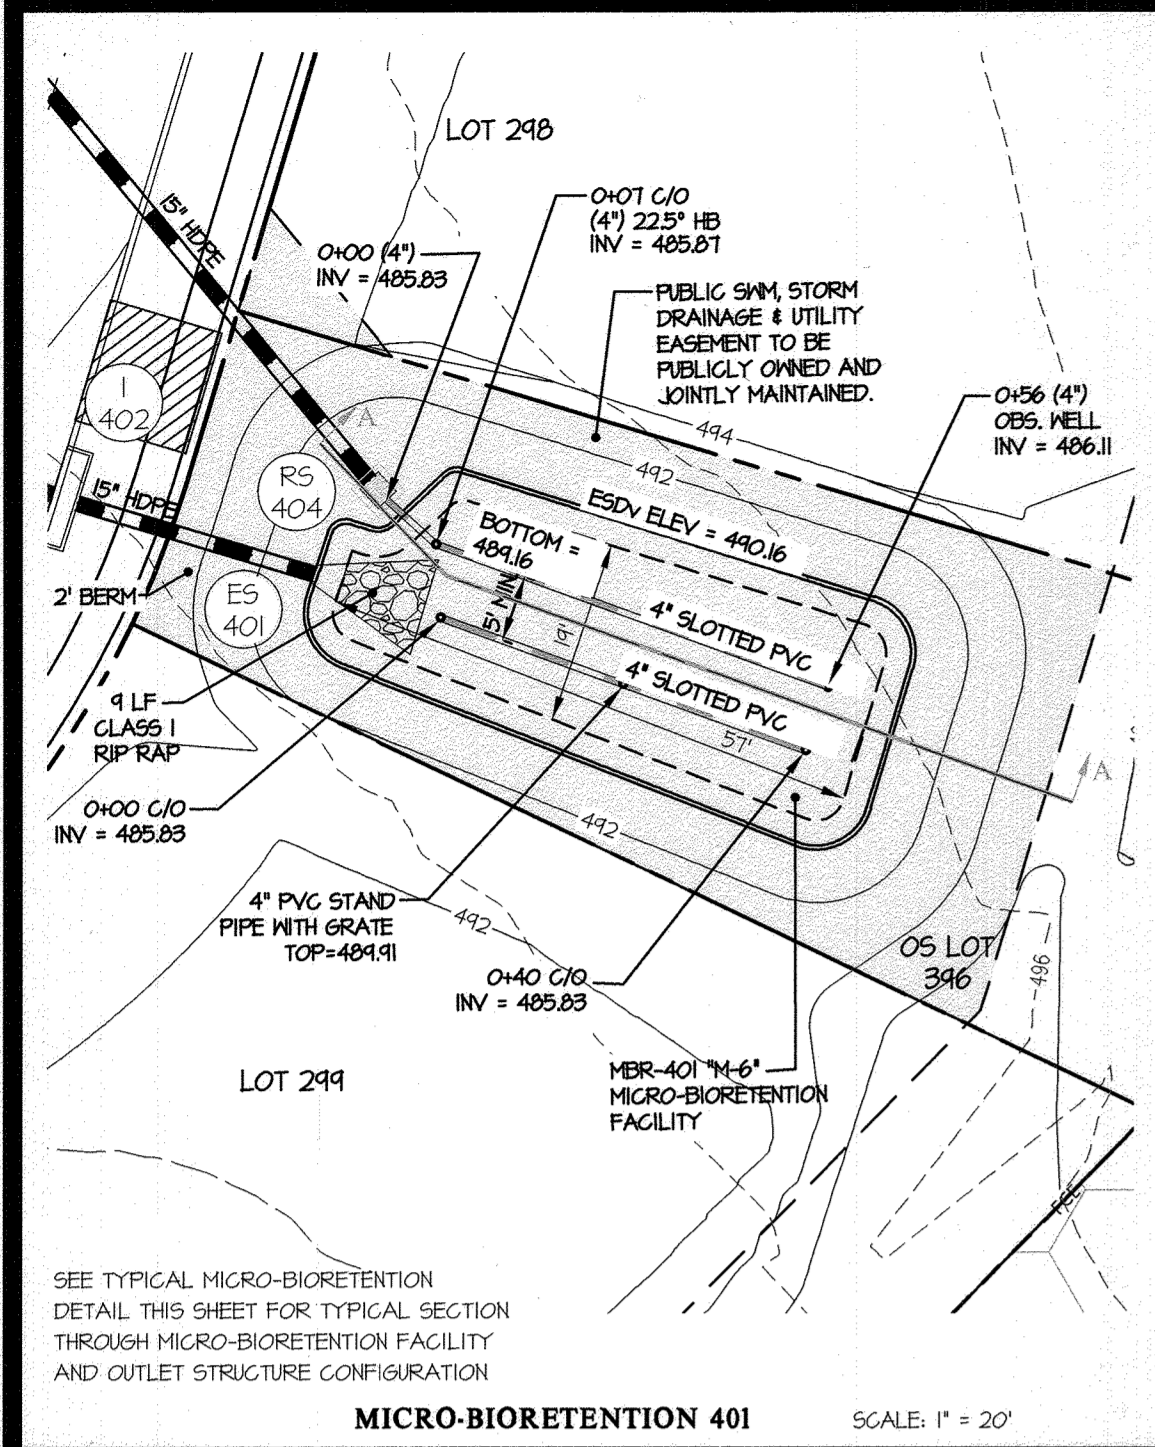 LOT 298
15" HDPE
0+00 (4")
INV = 485.83
0+07 C/O
(4") 22.5° HB
INV = 485.87
PUBLIC SWM, STORM
DRAINAGE & UTILITY
EASEMENT TO BE
PUBLICLY OWNED AND
JOINTLY MAINTAINED.
0+56 (4")
OBS. WELL
INV = 486.11
I
402
A
494
492
RS
404
15" HDPE
ESDv ELEV = 490.16
BOTTOM =
489.16
2' BERM
ES
401
5' MIN
19'
4" SLOTTED PVC
4" SLOTTED PVC
57'
A
9 LF
CLASS I
RIP RAP
0+00 C/O
INV = 485.83
492
4" PVC STAND
PIPE WITH GRATE
TOP=489.91
492
0+40 C/O
INV = 485.83
OS LOT
396
496
LOT 299
MBR-401 "M-6"
MICRO-BIORETENTION
FACILITY
SEE TYPICAL MICRO-BIORETENTION
DETAIL THIS SHEET FOR TYPICAL SECTION
THROUGH MICRO-BIORETENTION FACILITY
AND OUTLET STRUCTURE CONFIGURATION
MICRO-BIORETENTION 401
SCALE: 1" = 20'